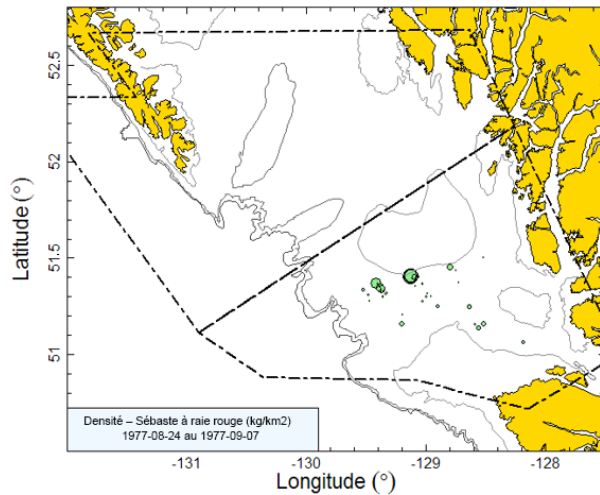 52.5
52
51.5
51
Latitude (°)
Densité – Sébaste à raie rouge (kg/km2)
1977-08-24 au 1977-09-07
-131
-130
-129
-128
Longitude (°)